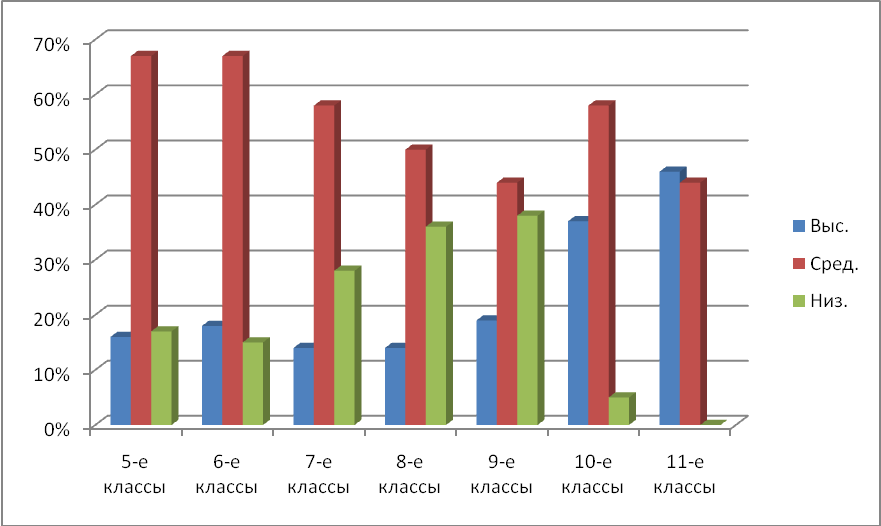 70%
60%
50%
40%
30%
20%
10%
0%
5-е
классы
6-е
классы
7-е
классы
8-е
классы
9-е
классы
10-е
классы
11-е
классы
Выс.
Сред.
Низ.